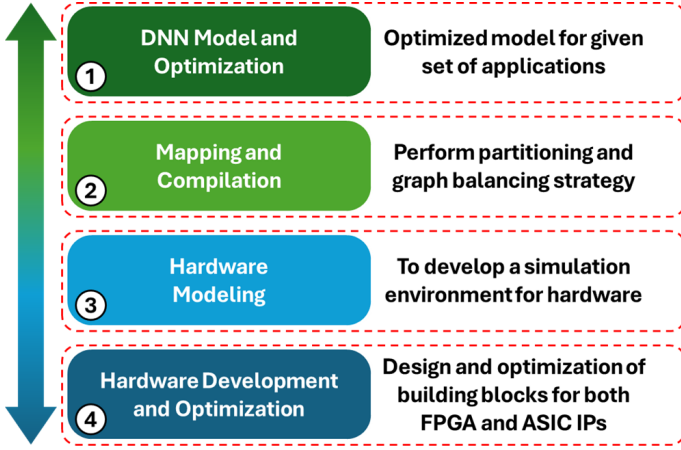 DNN Model and
Optimization
1
Optimized model for given
set of applications
Mapping and
Compilation
2
Perform partitioning and
graph balancing strategy
Hardware
Modeling
3
To develop a simulation
environment for hardware
Hardware Development
and Optimization
4
Design and optimization of
building blocks for both
FPGA and ASIC IPs